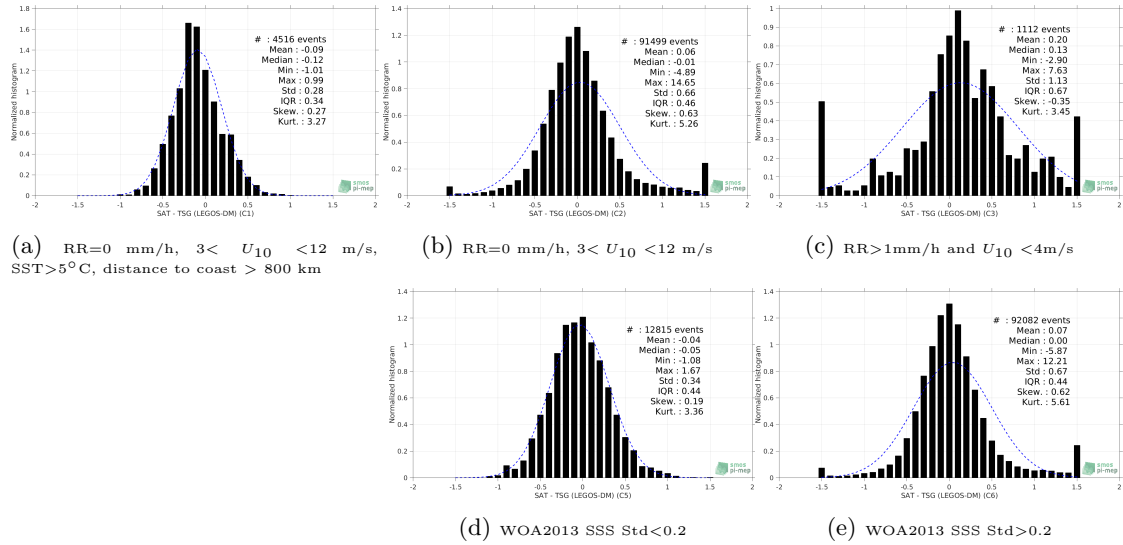 1.8
1.6
1.4
1.2
1
0.8
0.6
0.4
0.2
0
Normalized histogram
# : 4516 events
Mean : -0.09
Median : -0.12
Min : -1.01
Max : 0.99
Std : 0.28
IQR : 0.34
Skew. : 0.27
Kurt. : 3.27
smos
pi-mep
-2 -1.5 -1 -0.5 0 0.5 1 1.5 2
SAT - TSG (LEGOS-DM) (C1)
1.4
1.2
1
0.8
0.6
0.4
0.2
0
Normalized histogram
# : 91499 events
Mean : 0.06
Median : -0.01
Min : -4.89
Max : 14.65
Std : 0.66
IQR : 0.46
Skew. : 0.63
Kurt. : 5.26
smos
pi-mep
-2 -1.5 -1 -0.5 0 0.5 1 1.5 2
SAT - TSG (LEGOS-DM) (C2)
1
0.9
0.8
0.7
0.6
0.5
0.4
0.3
0.2
0.1
0
Normalized histogram
# : 1112 events
Mean : 0.20
Median : 0.13
Min : -2.90
Max : 7.63
Std : 1.13
IQR : 0.67
Skew. : -0.35
Kurt. : 3.45
smos
pi-mep
-2 -1.5 -1 -0.5 0 0.5 1 1.5 2
SAT - TSG (LEGOS-DM) (C3)
(a) RR=0 mm/h, 3< U10 <12 m/s,
SST>5°C, distance to coast > 800 km
(b) RR=0 mm/h, 3< U10 <12 m/s
(c) RR>1mm/h and U10 <4m/s
1.4
1.2
1
0.8
0.6
0.4
0.2
0
Normalized histogram
# : 12815 events
Mean : -0.04
Median : -0.05
Min : -1.08
Max : 1.67
Std : 0.34
IQR : 0.44
Skew. : 0.19
Kurt. : 3.36
smos
pi-mep
-2 -1.5 -1 -0.5 0 0.5 1 1.5 2
SAT - TSG (LEGOS-DM) (C5)
1.4
1.2
1
0.8
0.6
0.4
0.2
0
Normalized histogram
# : 92082 events
Mean : 0.07
Median : 0.00
Min : -5.87
Max : 12.21
Std : 0.67
IQR : 0.44
Skew. : 0.62
Kurt. : 5.61
smos
pi-mep
-2 -1.5 -1 -0.5 0 0.5 1 1.5 2
SAT - TSG (LEGOS-DM) (C6)
(d) WOA2013 SSS Std<0.2
(e) WOA2013 SSS Std>0.2